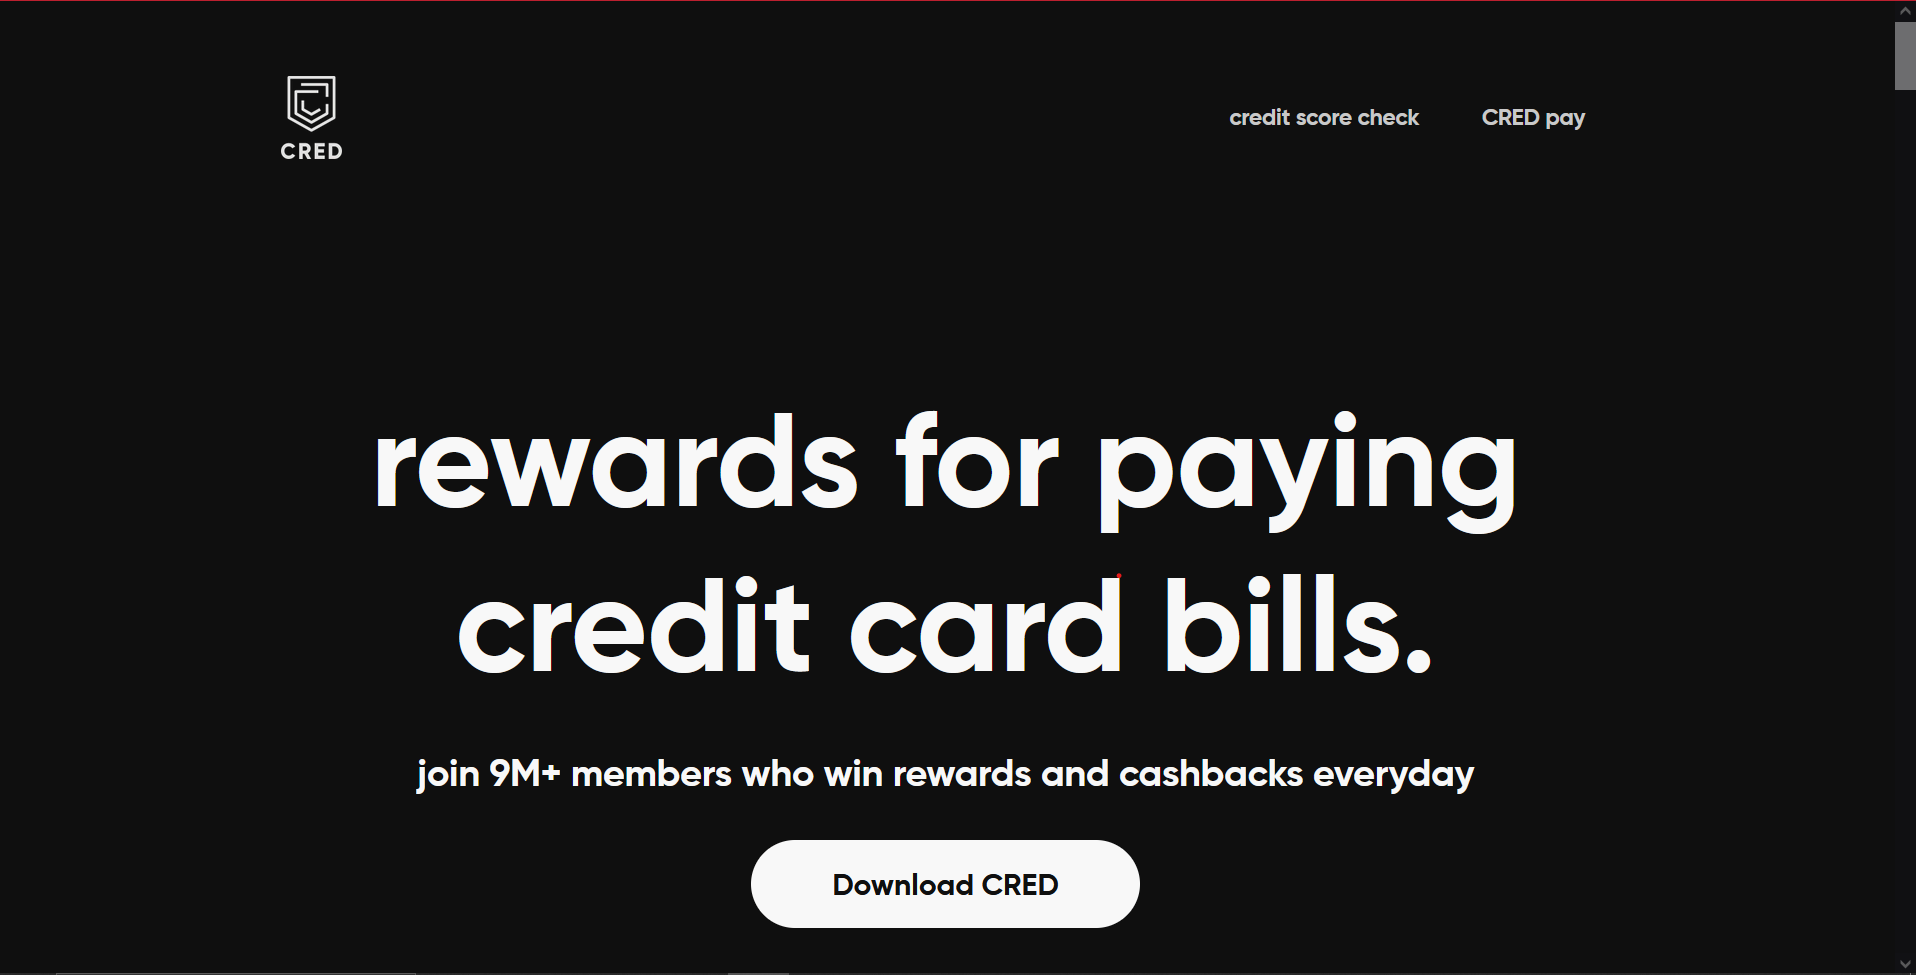 CRED
credit score check
CRED pay
rewards for paying
credit card bills.
join 9M+ members who win rewards and cashbacks everyday
Download CRED